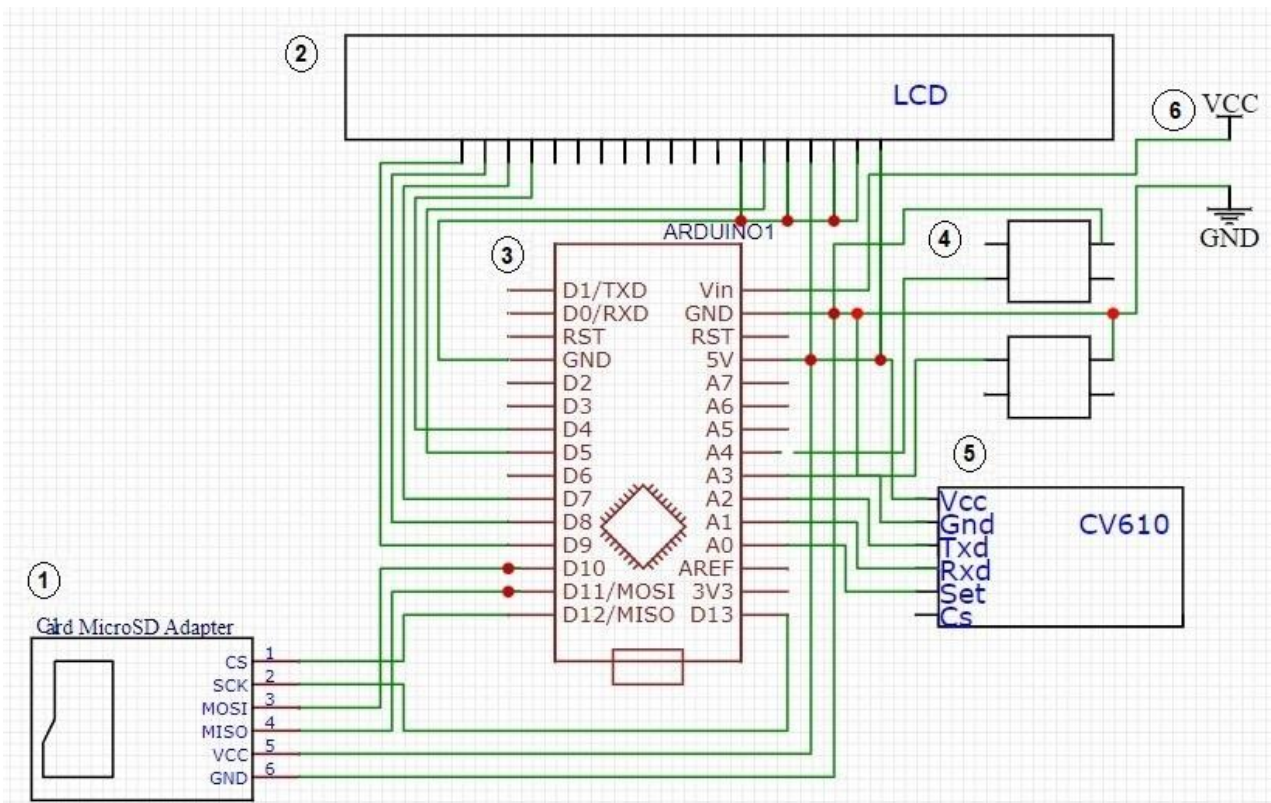 2
LCD
6
VCC
GND
4
3
ARDUINO1
D1/TXD
D0/RXD
RST
GND
D2
D3
D4
D5
D6
D7
D8
D9
D10
D11/MOSI
D12/MISO
Vin
GND
RST
5V
A7
A6
A5
A4
A3
A2
A1
A0
AREF
3V3
D13
5
CV610
Vcc
Gnd
Txd
Rxd
Set
Cs
1
Card MicroSD Adapter
CS 1
SCK 2
MOSI 3
MISO 4
VCC 5
GND 6